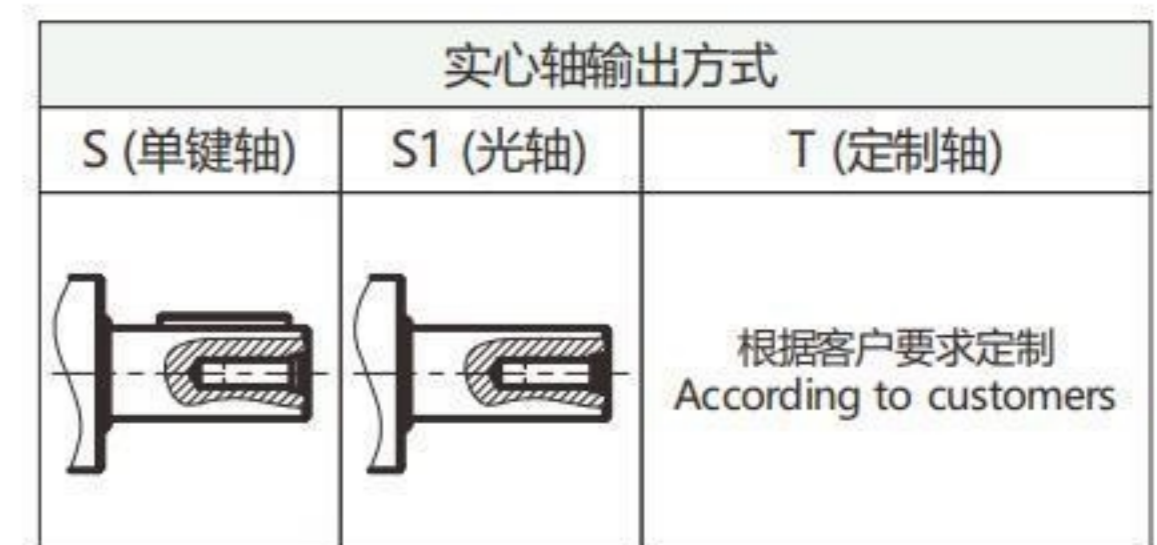 实心轴输出方式
S (单键轴)
S1 (光轴)
T (定制轴)
根据客户要求定制
According to customers